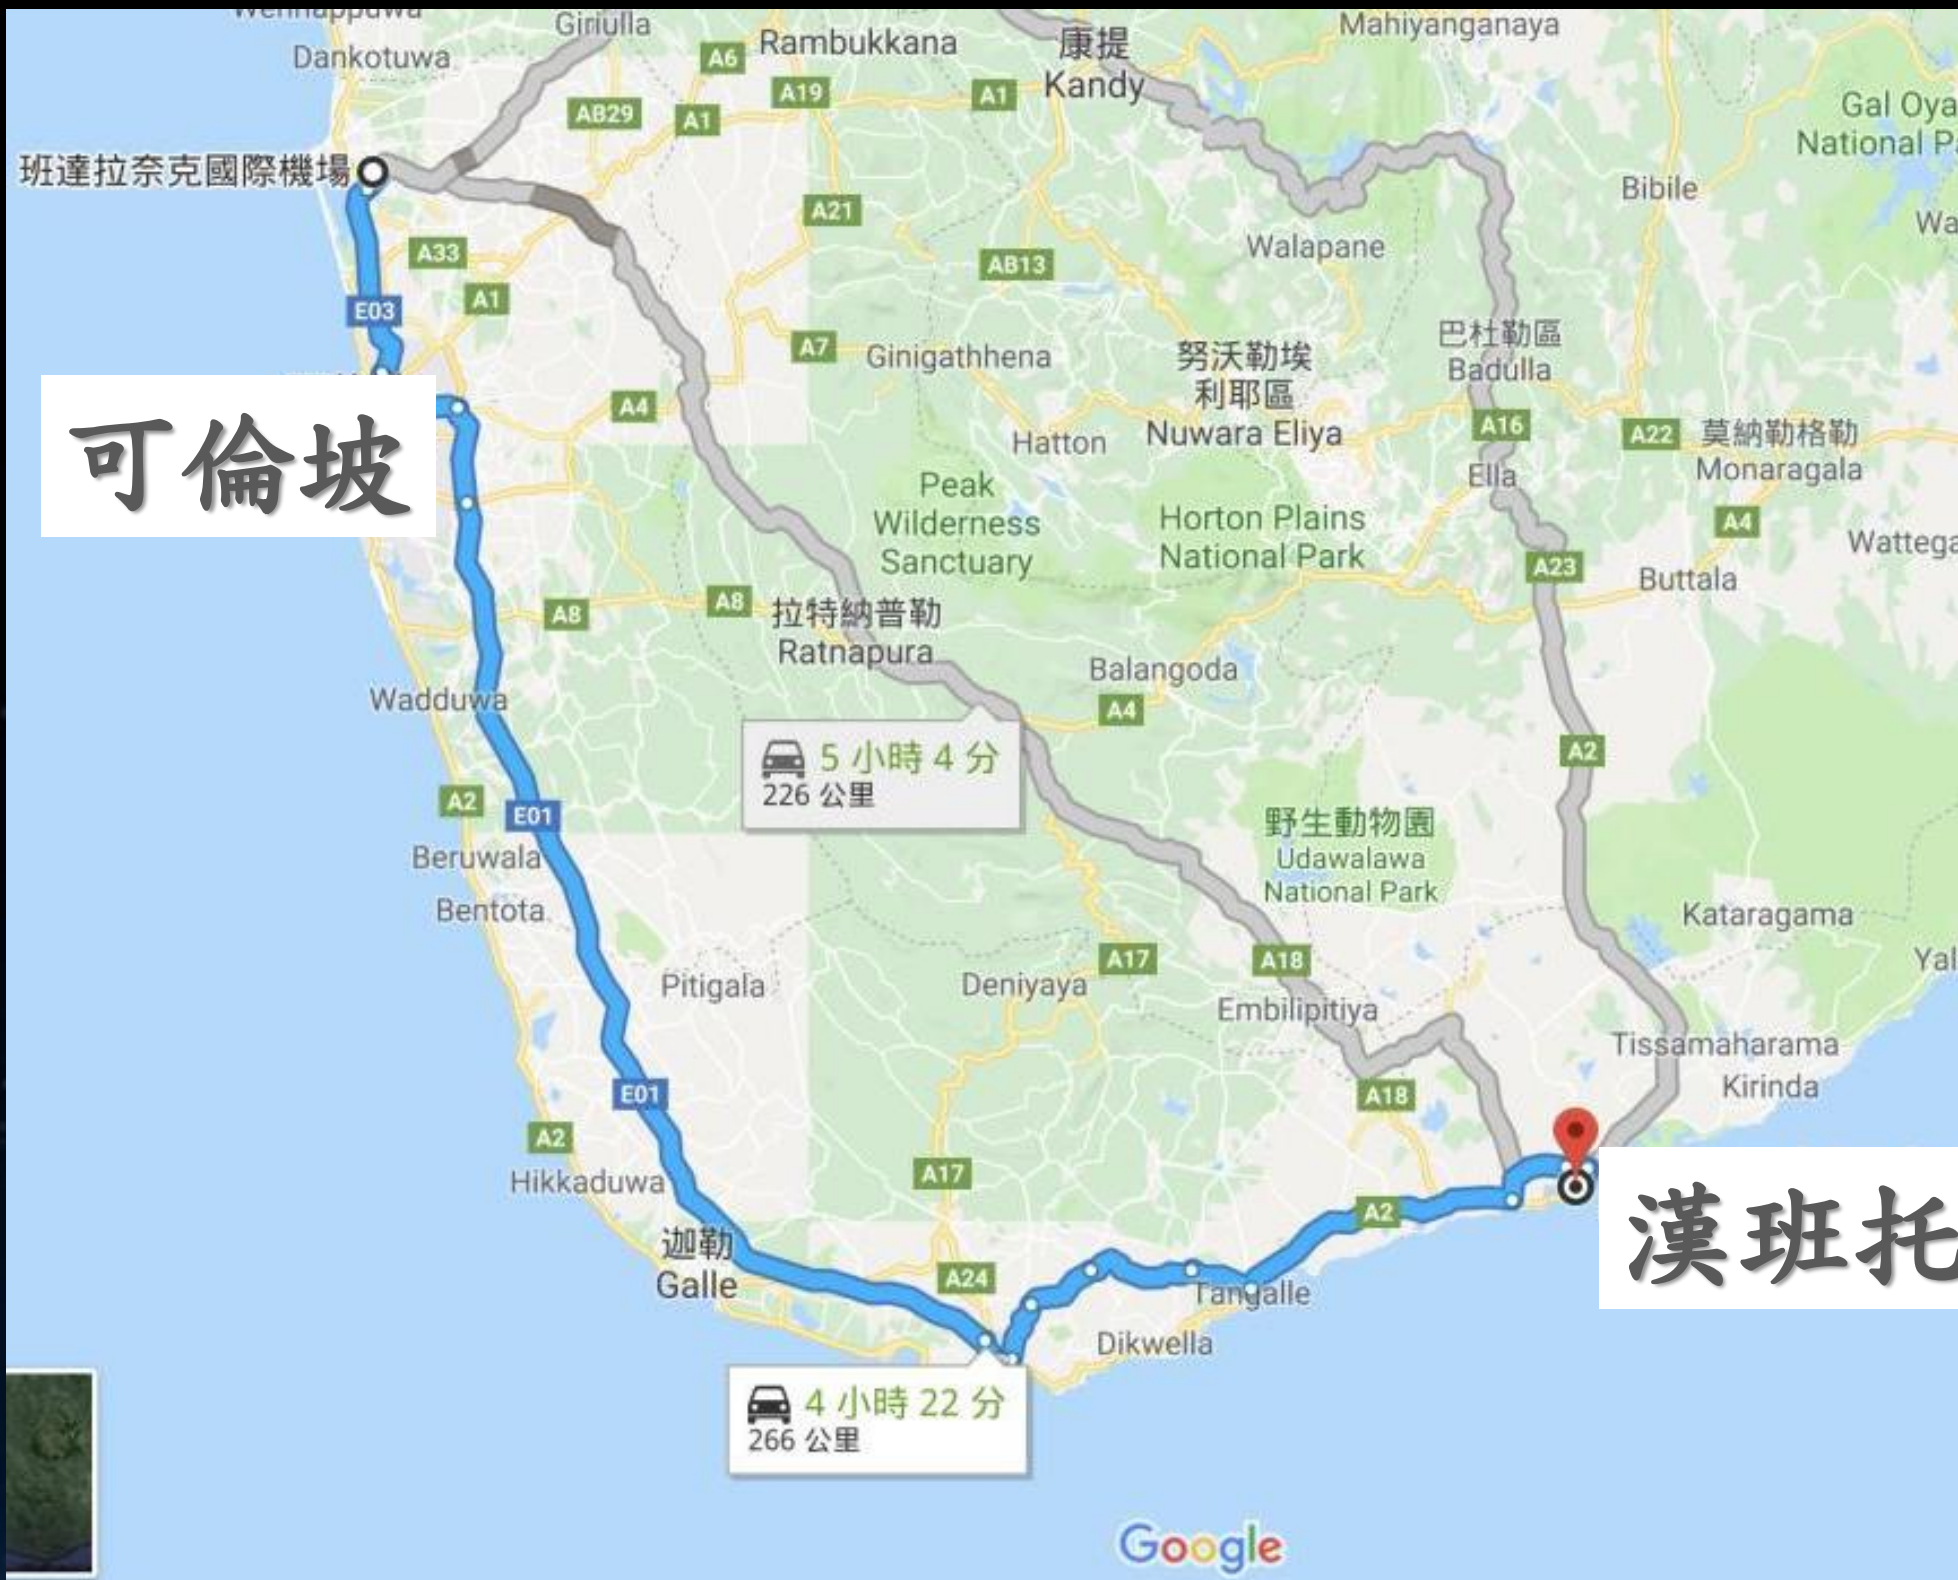 Wennappuwa
Giriulla
Mahiyanganaya
Dankotuwa
A6
Rambukkana
康提
Kandy
A19
A1
AB29
A1
Gal Oya
National Pa
班達拉奈克國際機場
Bibile
A21
Wa
A33
AB13
Walapane
E03
A1
A7
Ginigathhena
努沃勒埃
利耶區
Nuwara Eliya
巴杜勒區
Badulla
可倫坡
A4
Hatton
A16
A22
莫納勒格勒
Monaragala
Ella
Peak
Wilderness
Sanctuary
Horton Plains
National Park
A4
Wattega
A23
Buttala
A8
A8
拉特納普勒
Ratnapura
Balangoda
Wadduwa
A4
5 小時 4 分
226 公里
A2
A2
E01
野生動物園
Udawalawa
National Park
Beruwala
Bentota
Kataragama
Pitigala
Deniyaya
A17
A18
Yal
Embilipitiya
Tissamaharama
Kirinda
E01
A18
A2
Hikkaduwa
A17
A2
漢班托
迦勒
Galle
A24
Tangalle
Dikwella
4 小時 22 分
266 公里
Google